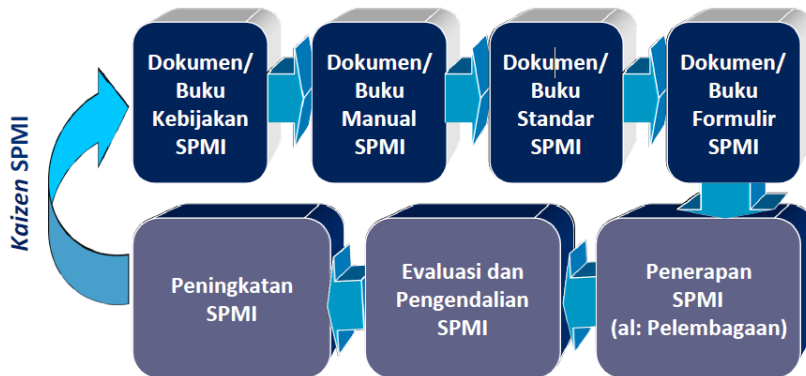 Dokumen/
Buku
Kebijakan
SPMI
Dokumen/
Buku
Manual
SPMI
Dokumen/
Buku
Standar
SPMI
Dokumen/
Buku
Formulir
SPMI
Kaizen SPMI
Peningkatan
SPMI
Evaluasi dan
Pengendalian
SPMI
Penerapan
SPMI
(al: Pelembagaan)